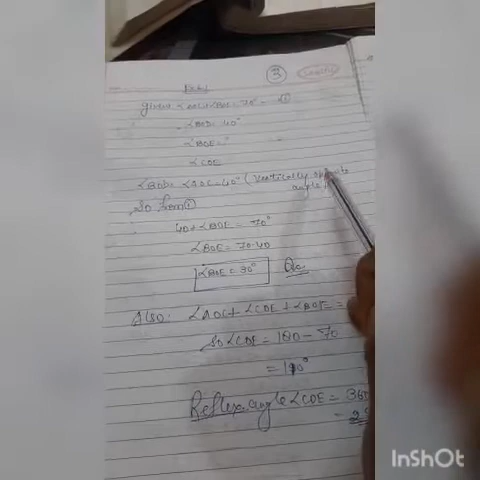 3
given ∠AOC+∠BOE = 70° - ①
∠BOD = 40°
∠BOE =
∠COE
∠BOD = ∠AOC = 40° (Vertically opposite
angle
So from ①
40+∠BOE = 70°
∠BOE = 70-40
∠BOE = 30°
Also: ∠AOC + ∠COE + ∠BOE =
So ∠COE = 180 - 70
= 110°
Reflex angle ∠COE = 360
InShOt